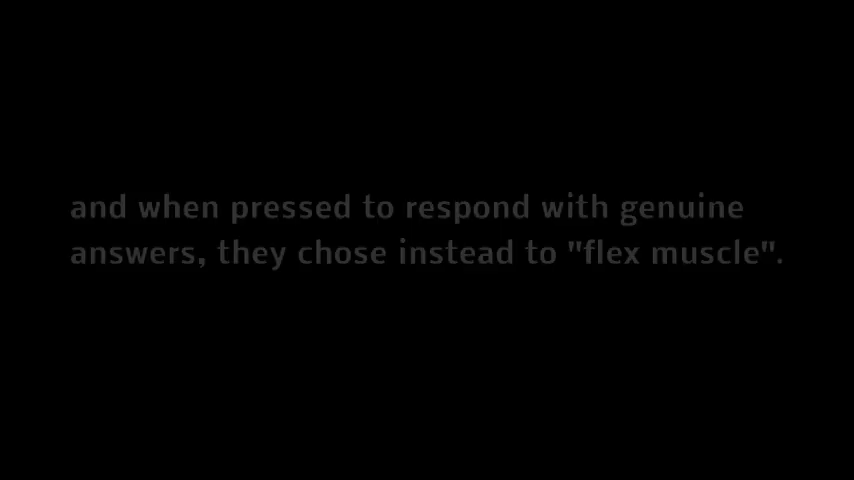 and when pressed to respond with genuine
answers, they chose instead to "flex muscle".